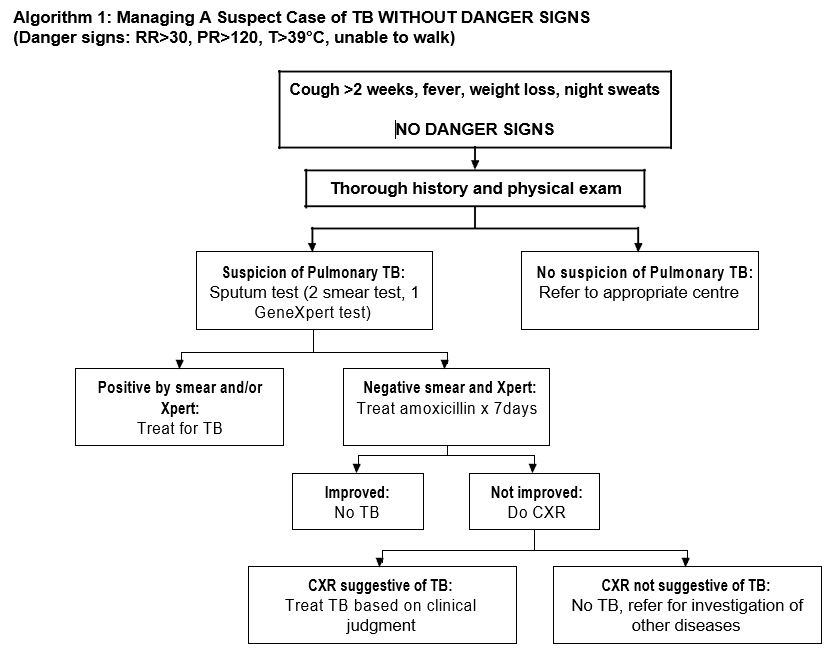 Algorithm 1: Managing A Suspect Case of TB WITHOUT DANGER SIGNS
(Danger signs: RR>30, PR>120, T>39°C, unable to walk)
Cough >2 weeks, fever, weight loss, night sweats
NO DANGER SIGNS
Thorough history and physical exam
Suspicion of Pulmonary TB:
Sputum test (2 smear test, 1
GeneXpert test)
No suspicion of Pulmonary TB:
Refer to appropriate centre
Positive by smear and/or
Xpert:
Treat for TB
Negative smear and Xpert:
Treat amoxicillin x 7days
Improved:
No TB
Not improved:
Do CXR
CXR suggestive of TB:
Treat TB based on clinical
judgment
CXR not suggestive of TB:
No TB, refer for investigation of
other diseases